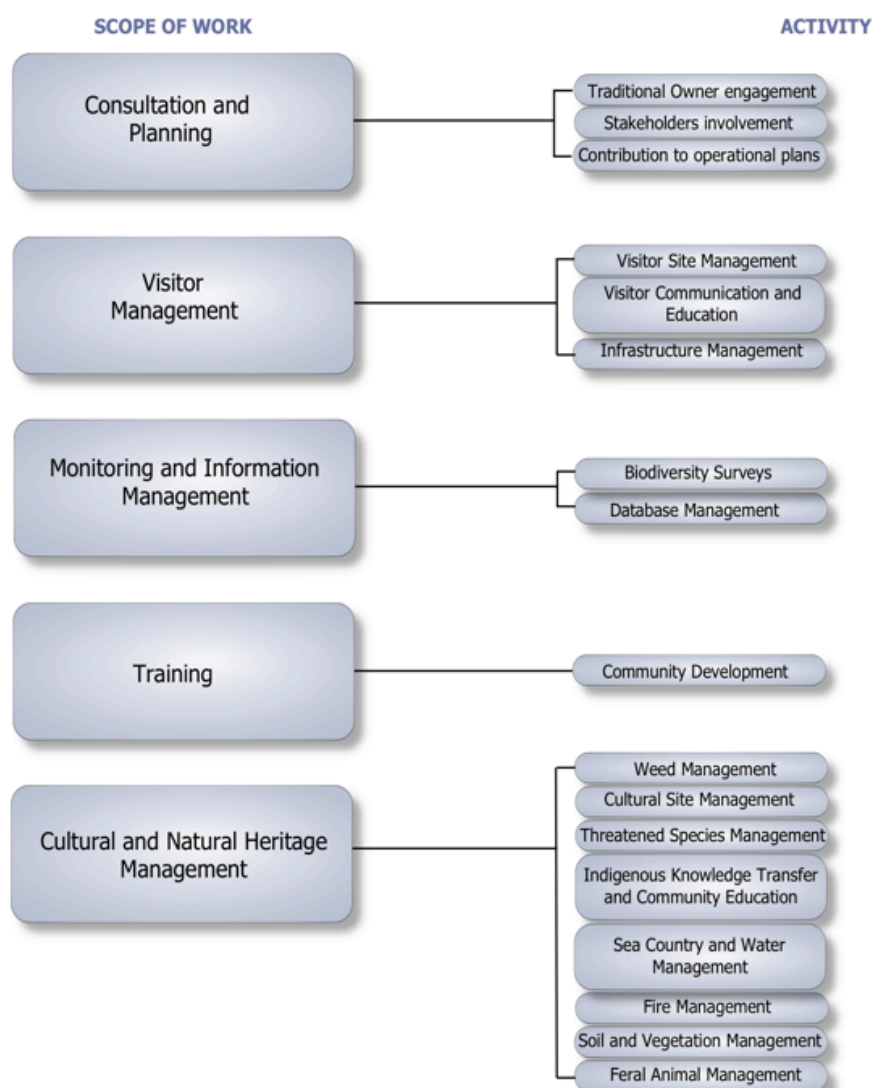 SCOPE OF WORK
ACTIVITY
Consultation and
Planning
Traditional Owner engagement
Stakeholders involvement
Contribution to operational plans
Visitor
Management
Visitor Site Management
Visitor Communication and
Education
Infrastructure Management
Monitoring and Information
Management
Biodiversity Surveys
Database Management
Training
Community Development
Cultural and Natural Heritage
Management
Weed Management
Cultural Site Management
Threatened Species Management
Indigenous Knowledge Transfer
and Community Education
Sea Country and Water
Management
Fire Management
Soil and Vegetation Management
Feral Animal Management